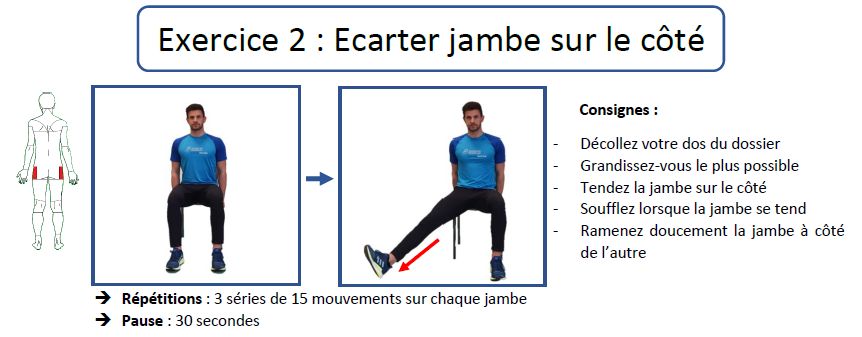 Exercice 2 : Ecarter jambe sur le côté
Consignes :
- Décollez votre dos du dossier
- Grandissez-vous le plus possible
- Tendez la jambe sur le côté
- Soufflez lorsque la jambe se tend
- Ramenez doucement la jambe à côté
de l’autre
➔ Répétitions : 3 séries de 15 mouvements sur chaque jambe
➔ Pause : 30 secondes